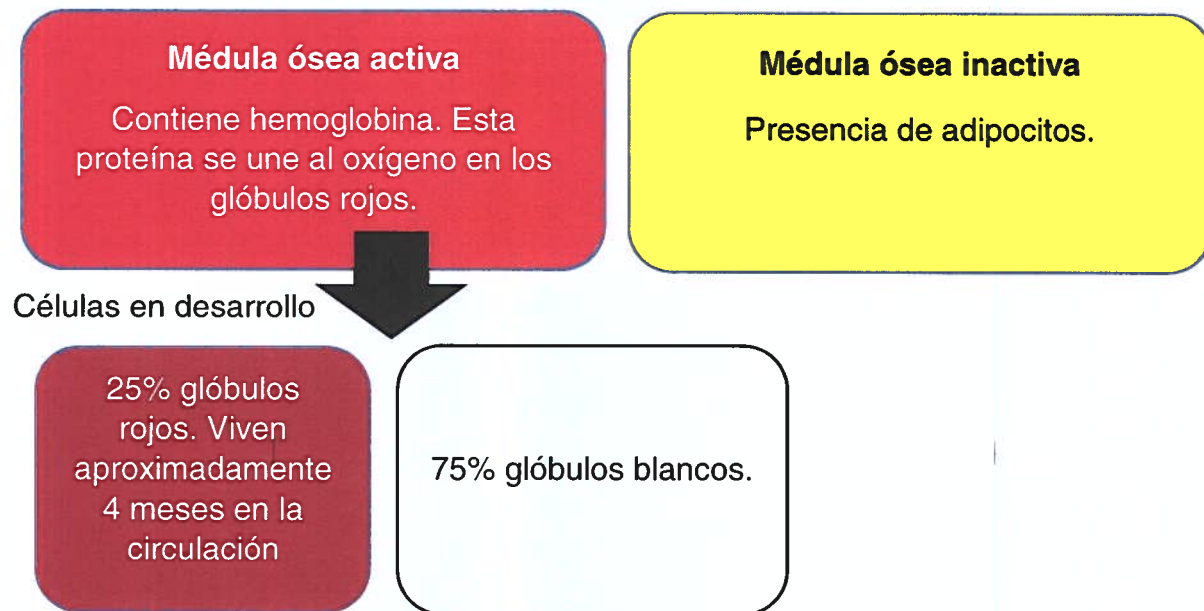 Médula ósea activa
Contiene hemoglobina. Esta
proteína se une al oxígeno en los
glóbulos rojos.
Médula ósea inactiva
Presencia de adipocitos.
Células en desarrollo
25% glóbulos
rojos. Viven
aproximadamente
4 meses en la
circulación
75% glóbulos blancos.